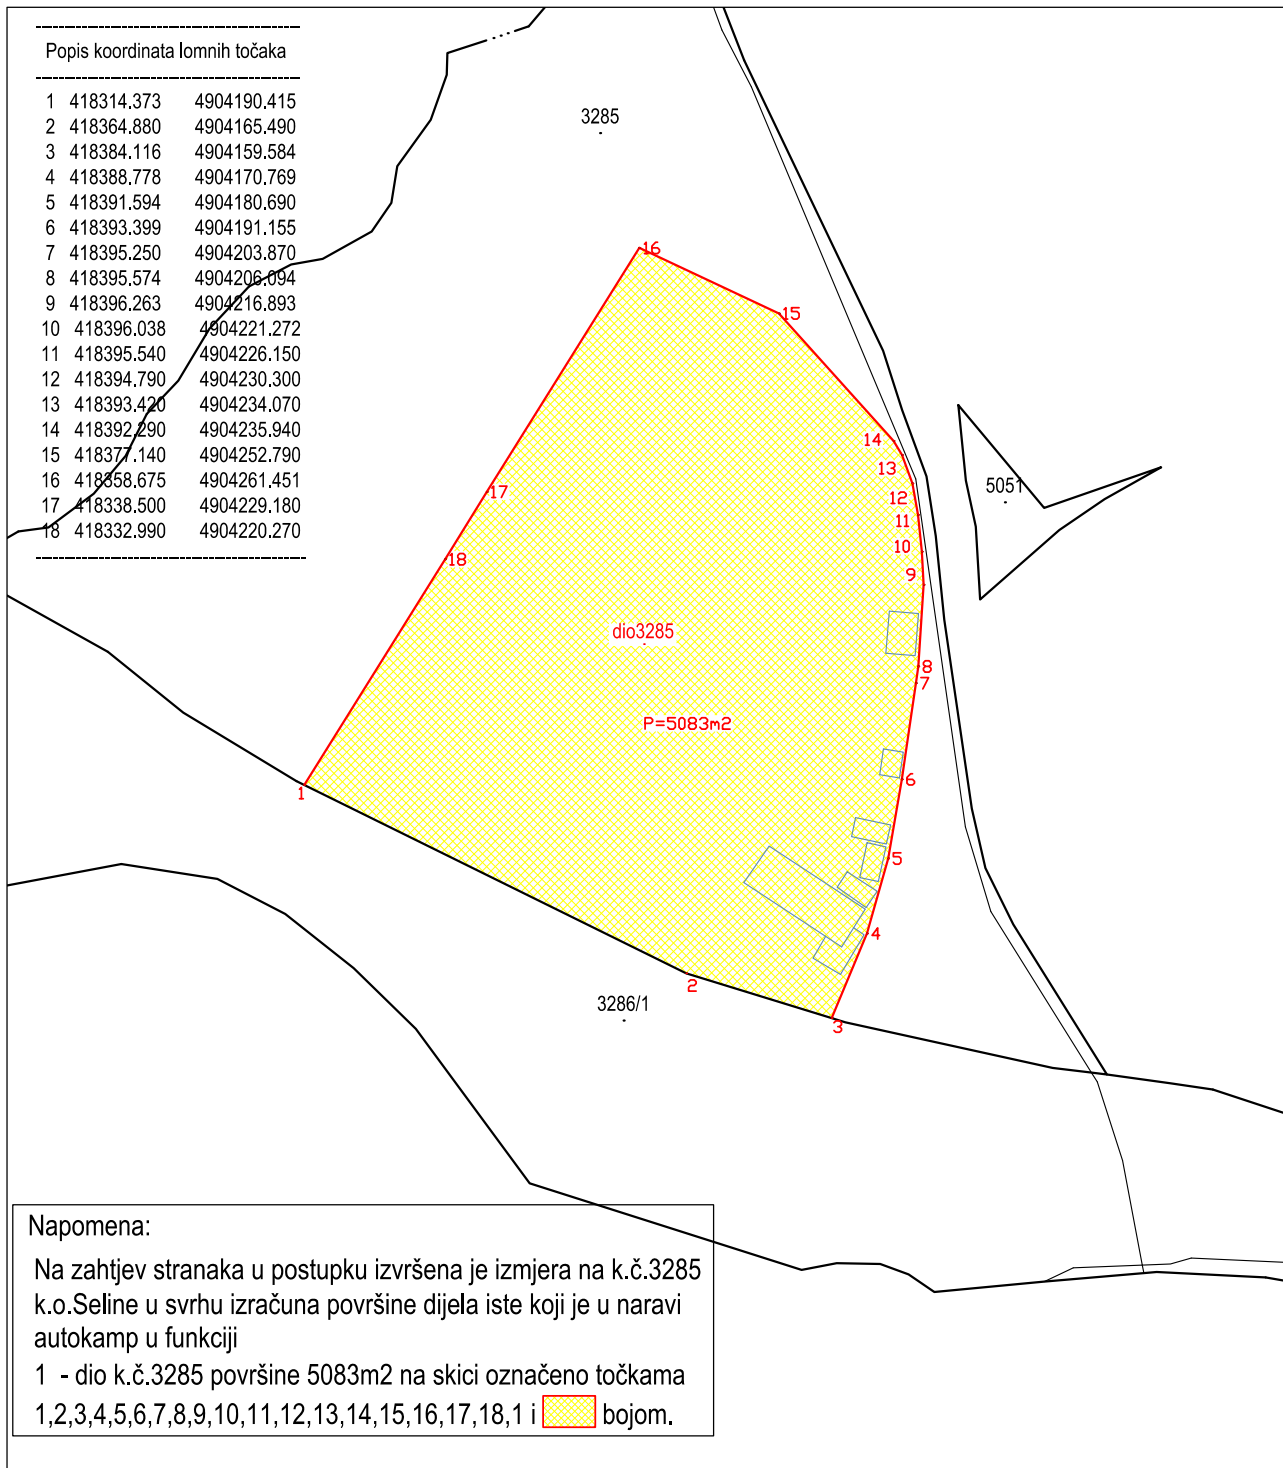 Popis koordinata lomnih točaka
1 418314.373 4904190.415
2 418364.880 4904165.490
3 418384.116 4904159.584
4 418388.778 4904170.769
5 418391.594 4904180.690
6 418393.399 4904191.155
7 418395.250 4904203.870
8 418395.574 4904206.094
9 418396.263 4904216.893
10 418396.038 4904221.272
11 418395.540 4904226.150
12 418394.790 4904230.300
13 418393.420 4904234.070
14 418392.290 4904235.940
15 418377.140 4904252.790
16 418358.675 4904261.451
17 418338.500 4904229.180
18 418332.990 4904220.270
3285
16
15
14
13
12
11
10
9
8
7
6
5
4
3
2
1
18
17
5051
dio3285
P=5083m2
3286/1
Napomena:
Na zahtjev stranaka u postupku izvršena je izmjera na k.č.3285
k.o.Seline u svrhu izračuna površine dijela iste koji je u naravi
autokamp u funkciji
1 - dio k.č.3285 površine 5083m2 na skici označeno točkama
1,2,3,4,5,6,7,8,9,10,11,12,13,14,15,16,17,18,1 i bojom.